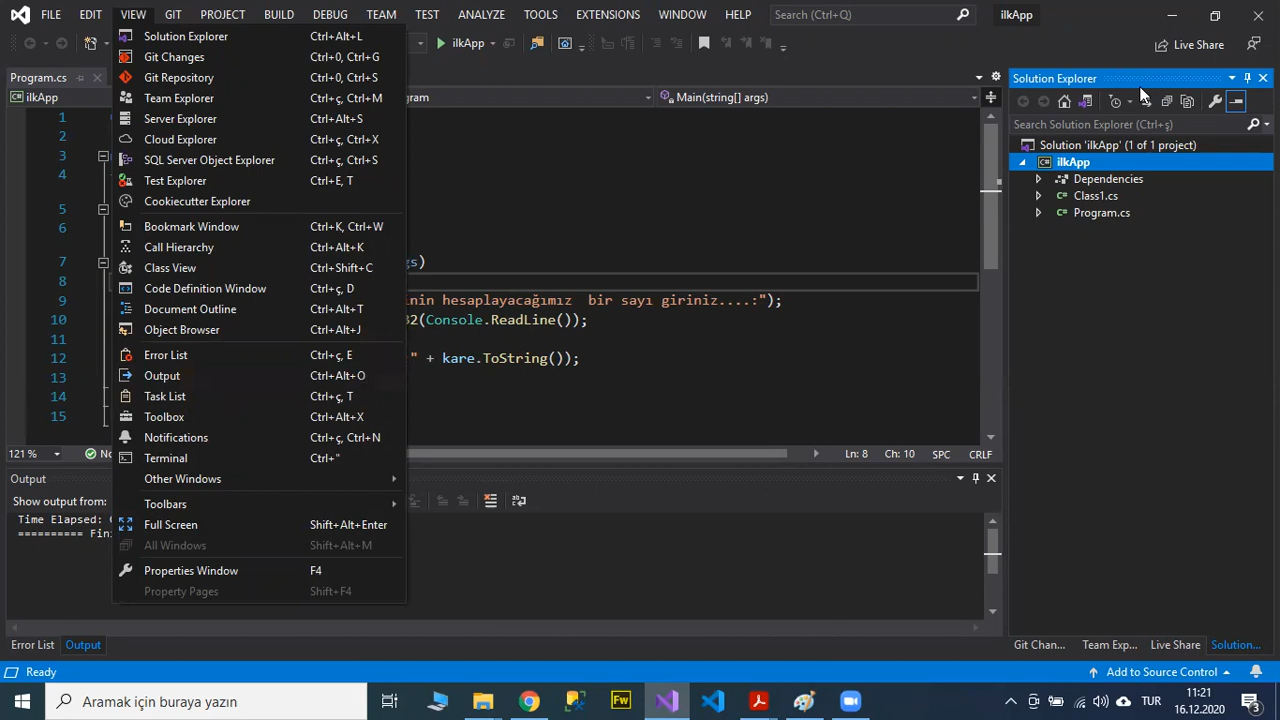 FILE EDIT VIEW GIT PROJECT BUILD DEBUG TEAM TEST ANALYZE TOOLS EXTENSIONS WINDOW HELP Search (Ctrl+Q) ilkApp
ilkApp Live Share
Program.cs
ilkApp
Main(string[] args)
1
2
3
4
5
6
7
8
9 hesaplayacağımız bir sayı giriniz....:");
10 (Console.ReadLine());
11
12 " + kare.ToString());
13
14
15
Solution Explorer Ctrl+Alt+L
Git Changes Ctrl+0, Ctrl+G
Git Repository Ctrl+0, Ctrl+S
Team Explorer Ctrl+ç, Ctrl+M
Server Explorer Ctrl+Alt+S
Cloud Explorer Ctrl+ç, Ctrl+X
SQL Server Object Explorer Ctrl+ç, Ctrl+S
Test Explorer Ctrl+E, T
Cookiecutter Explorer
Bookmark Window Ctrl+K, Ctrl+W
Call Hierarchy Ctrl+Alt+K
Class View Ctrl+Shift+C
Code Definition Window Ctrl+ç, D
Document Outline Ctrl+Alt+T
Object Browser Ctrl+Alt+J
Error List Ctrl+ç, E
Output Ctrl+Alt+O
Task List Ctrl+ç, T
Toolbox Ctrl+Alt+X
Notifications Ctrl+ç, Ctrl+N
Terminal Ctrl+"
Other Windows
Toolbars
Full Screen Shift+Alt+Enter
All Windows Shift+Alt+M
Properties Window F4
Property Pages Shift+F4
121 % Ln: 8 Ch: 10 SPC CRLF
Output
Show output from:
Time Elapsed:
==========
Error List Output
Solution Explorer
Search Solution Explorer (Ctrl+ç)
Solution 'ilkApp' (1 of 1 project)
ilkApp
Dependencies
Class1.cs
Program.cs
Git Chan... Team Exp... Live Share Solution...
Ready Add to Source Control
Aramak için buraya yazın Fw TUR 11:21
16.12.2020 3